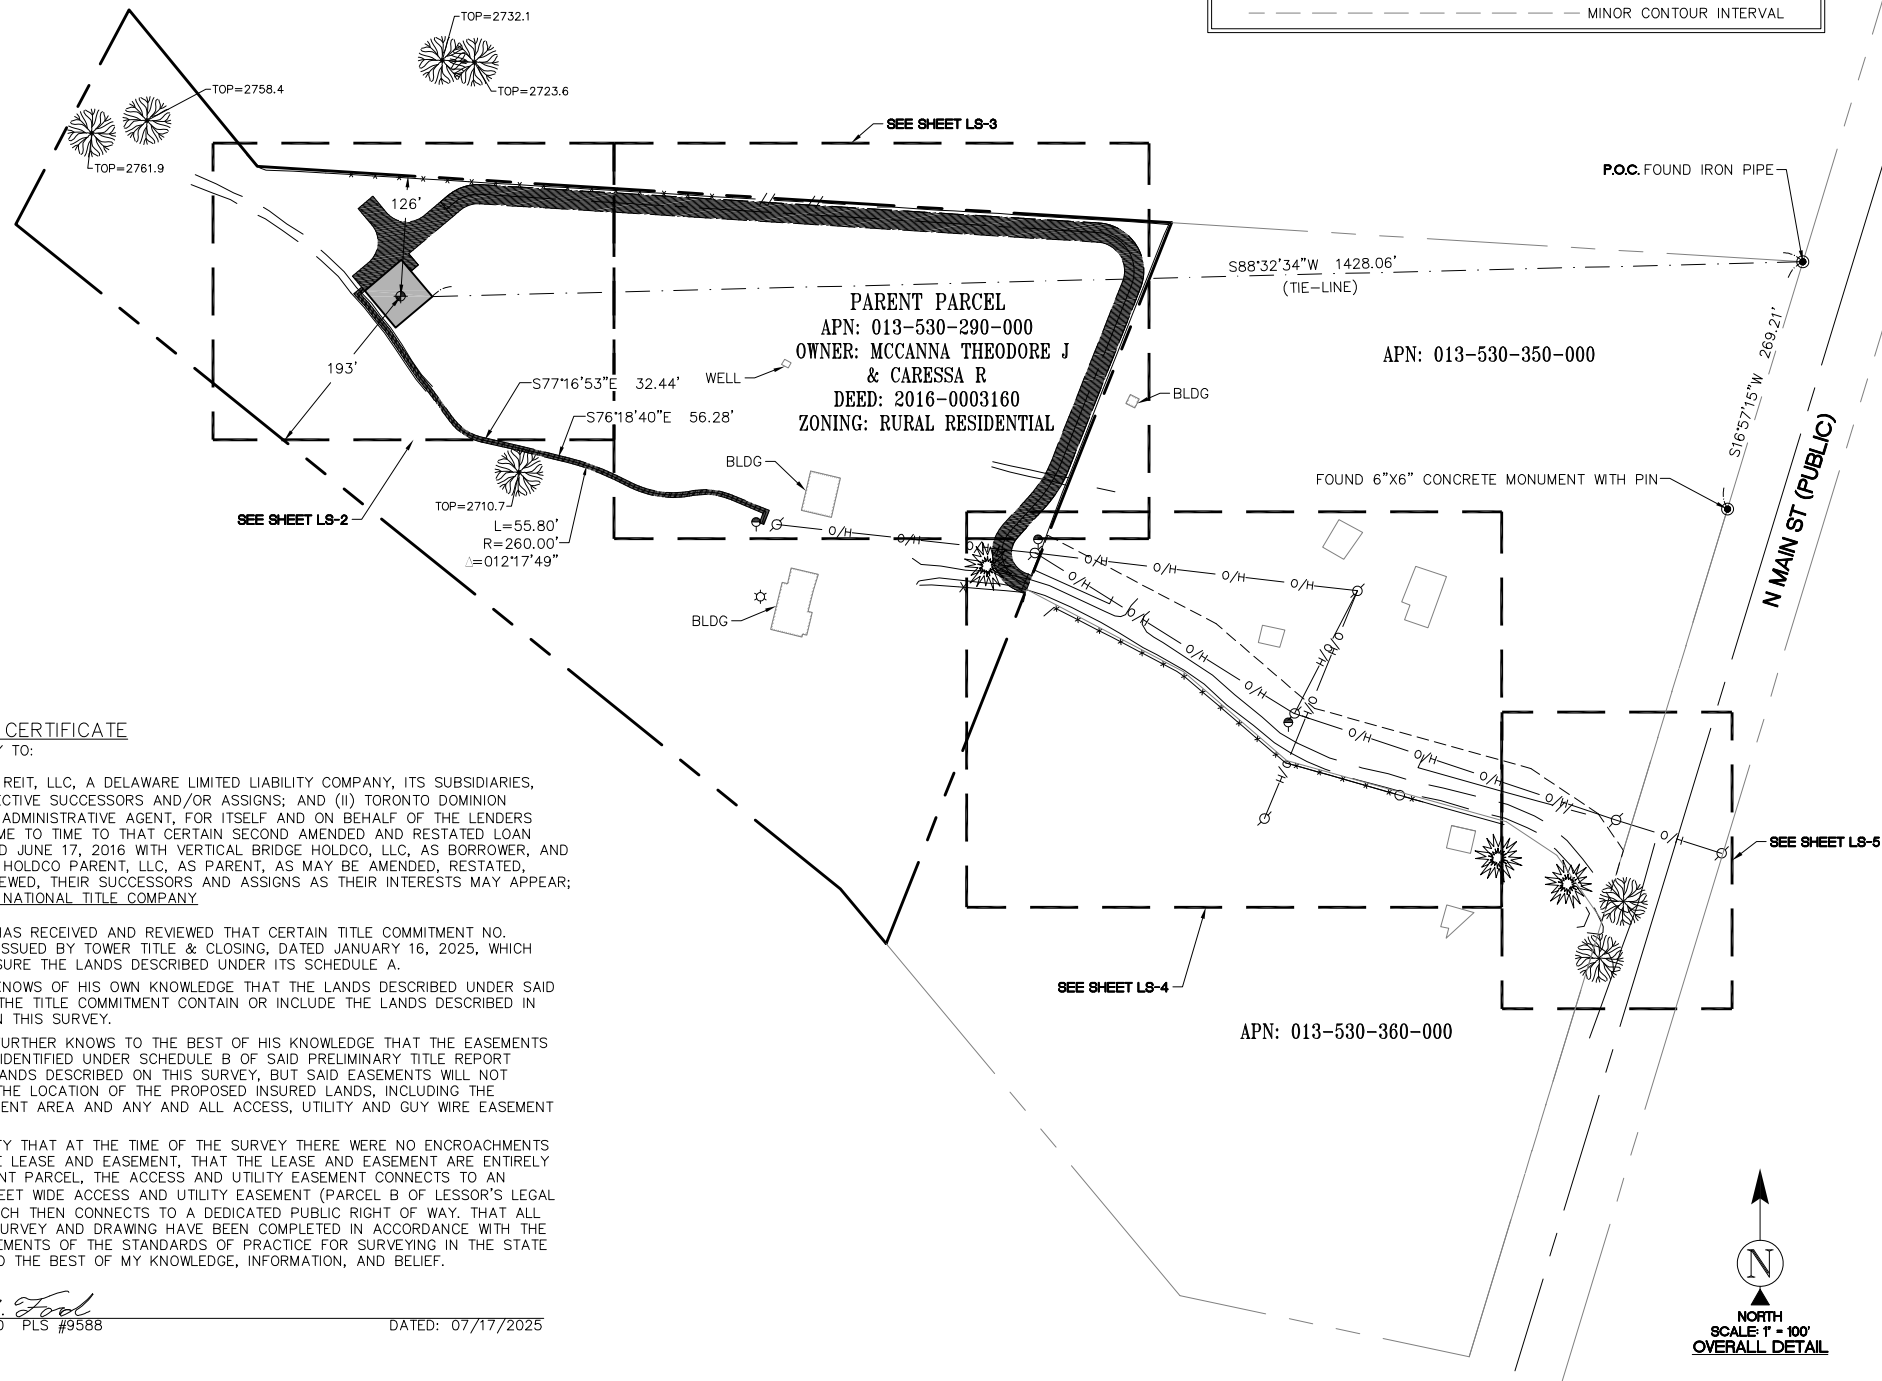 MINOR CONTOUR INTERVAL
TOP=2732.1
TOP=2758.4
TOP=2723.6
TOP=2761.9
SEE SHEET LS-3
P.O.C. FOUND IRON PIPE
126'
S88°32'34"W 1428.06'
(TIE-LINE)
PARENT PARCEL
APN: 013-530-290-000
OWNER: MCCANNA THEODORE J
& CARESSA R
DEED: 2016-0003160
ZONING: RURAL RESIDENTIAL
APN: 013-530-350-000
S16°57'15"W 269.21'
193'
WELL
S77°16'53"E 32.44'
S76°18'40"E 56.28'
BLDG
BLDG
N MAIN ST (PUBLIC)
FOUND 6"X6" CONCRETE MONUMENT WITH PIN
TOP=2710.7
SEE SHEET LS-2
L=55.80'
R=260.00'
Δ=012°17'49"
O/H
O/H
O/H
O/H
O/H
O/H
O/H
O/H
O/H
O/H
O/H
H/O
H/O
H/O
H/O
O/H
O/H
O/H
O/H
O/H
BLDG
SEE SHEET LS-5
SEE SHEET LS-4
APN: 013-530-360-000
CERTIFICATE
Y TO:
REIT, LLC, A DELAWARE LIMITED LIABILITY COMPANY, ITS SUBSIDIARIES,
ECTIVE SUCCESSORS AND/OR ASSIGNS; AND (II) TORONTO DOMINION
ADMINISTRATIVE AGENT, FOR ITSELF AND ON BEHALF OF THE LENDERS
ME TO TIME TO THAT CERTAIN SECOND AMENDED AND RESTATED LOAN
D JUNE 17, 2016 WITH VERTICAL BRIDGE HOLDCO, LLC, AS BORROWER, AND
HOLDCO PARENT, LLC, AS PARENT, AS MAY BE AMENDED, RESTATED,
EWED, THEIR SUCCESSORS AND ASSIGNS AS THEIR INTERESTS MAY APPEAR;
NATIONAL TITLE COMPANY
HAS RECEIVED AND REVIEWED THAT CERTAIN TITLE COMMITMENT NO.
ISSUED BY TOWER TITLE & CLOSING, DATED JANUARY 16, 2025, WHICH
SURE THE LANDS DESCRIBED UNDER ITS SCHEDULE A.
KNOWS OF HIS OWN KNOWLEDGE THAT THE LANDS DESCRIBED UNDER SAID
THE TITLE COMMITMENT CONTAIN OR INCLUDE THE LANDS DESCRIBED IN
N THIS SURVEY.
URTHER KNOWS TO THE BEST OF HIS KNOWLEDGE THAT THE EASEMENTS
IDENTIFIED UNDER SCHEDULE B OF SAID PRELIMINARY TITLE REPORT
ANDS DESCRIBED ON THIS SURVEY, BUT SAID EASEMENTS WILL NOT
THE LOCATION OF THE PROPOSED INSURED LANDS, INCLUDING THE
ENT AREA AND ANY AND ALL ACCESS, UTILITY AND GUY WIRE EASEMENT
Y THAT AT THE TIME OF THE SURVEY THERE WERE NO ENCROACHMENTS
E LEASE AND EASEMENT, THAT THE LEASE AND EASEMENT ARE ENTIRELY
NT PARCEL, THE ACCESS AND UTILITY EASEMENT CONNECTS TO AN
EET WIDE ACCESS AND UTILITY EASEMENT (PARCEL B OF LESSOR'S LEGAL
CH THEN CONNECTS TO A DEDICATED PUBLIC RIGHT OF WAY. THAT ALL
SURVEY AND DRAWING HAVE BEEN COMPLETED IN ACCORDANCE WITH THE
EMENTS OF THE STANDARDS OF PRACTICE FOR SURVEYING IN THE STATE
O THE BEST OF MY KNOWLEDGE, INFORMATION, AND BELIEF.
Ford
D PLS #9588 DATED: 07/17/2025
N
NORTH
SCALE: 1" = 100'
OVERALL DETAIL